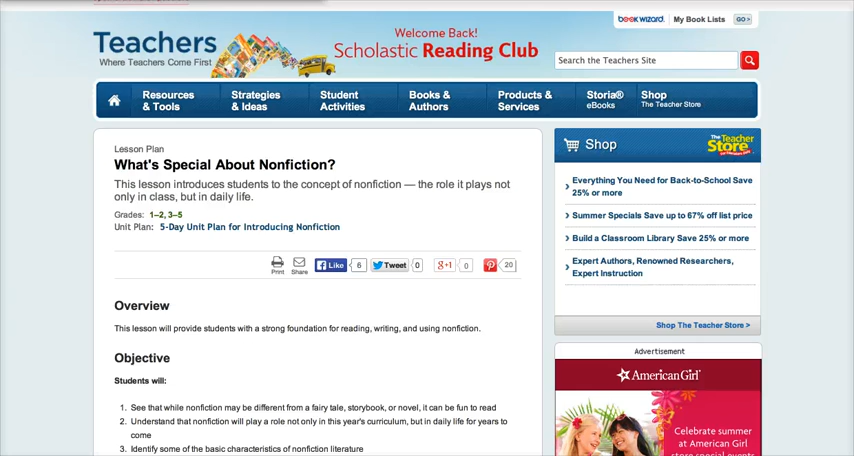 book wizard. My Book Lists GO >
Teachers
Where Teachers Come First
Welcome Back!
Scholastic Reading Club
Search the Teachers Site
Resources & Tools
Strategies & Ideas
Student Activities
Books & Authors
Products & Services
Storia® eBooks
Shop
The Teacher Store
Lesson Plan
What's Special About Nonfiction?
This lesson introduces students to the concept of nonfiction — the role it plays not
only in class, but in daily life.
Grades: 1–2, 3–5
Unit Plan: 5-Day Unit Plan for Introducing Nonfiction
Print
Share
Like 6
Tweet 0
g+1 0
20
Overview
This lesson will provide students with a strong foundation for reading, writing, and using nonfiction.
Objective
Students will:
1. See that while nonfiction may be different from a fairy tale, storybook, or novel, it can be fun to read
2. Understand that nonfiction will play a role not only in this year's curriculum, but in daily life for years to
come
3. Identify some of the basic characteristics of nonfiction literature
Shop
The Teacher
Store
Everything You Need for Back-to-School Save
25% or more
Summer Specials Save up to 67% off list price
Build a Classroom Library Save 25% or more
Expert Authors, Renowned Researchers,
Expert Instruction
Shop The Teacher Store >
Advertisement
American Girl®
Celebrate summer
at American Girl
store special events